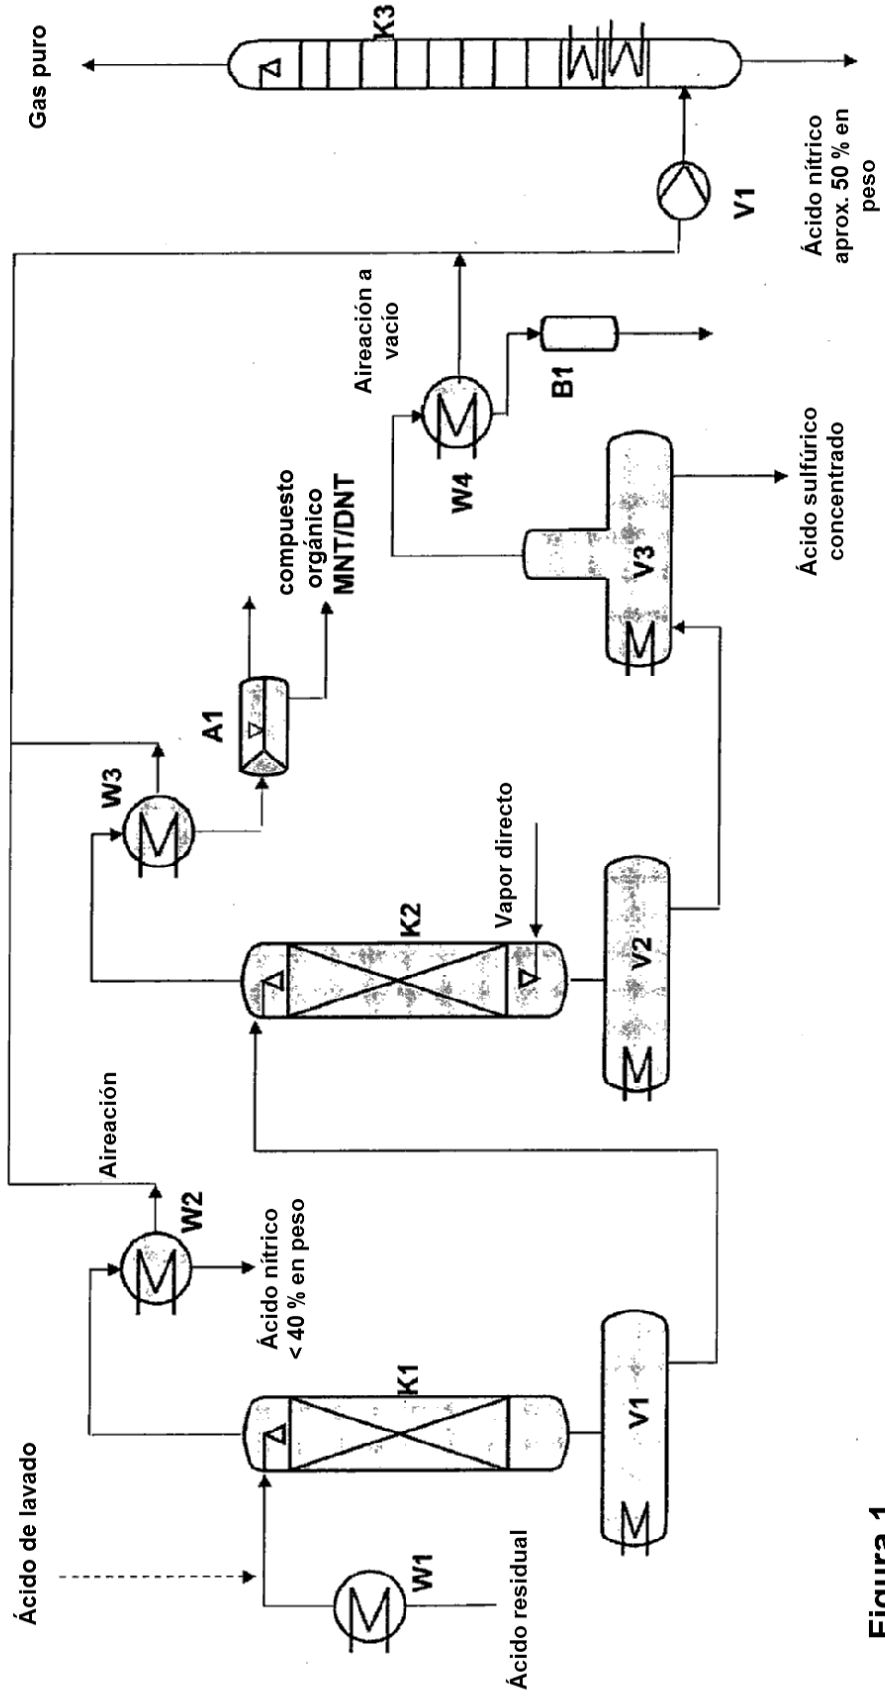 Ácido de lavado
Ácido residual
W1
K1
V1
W2
Ácido nítrico
< 40 % en peso
Aireación
K2
Vapor directo
V2
W3
A1
compuesto
orgánico
MNT/DNT
V3
W4
B1
Aireación a
vacío
Ácido sulfúrico
concentrado
V1
K3
Gas puro
Ácido nítrico
aprox. 50 % en
peso
Figura 1